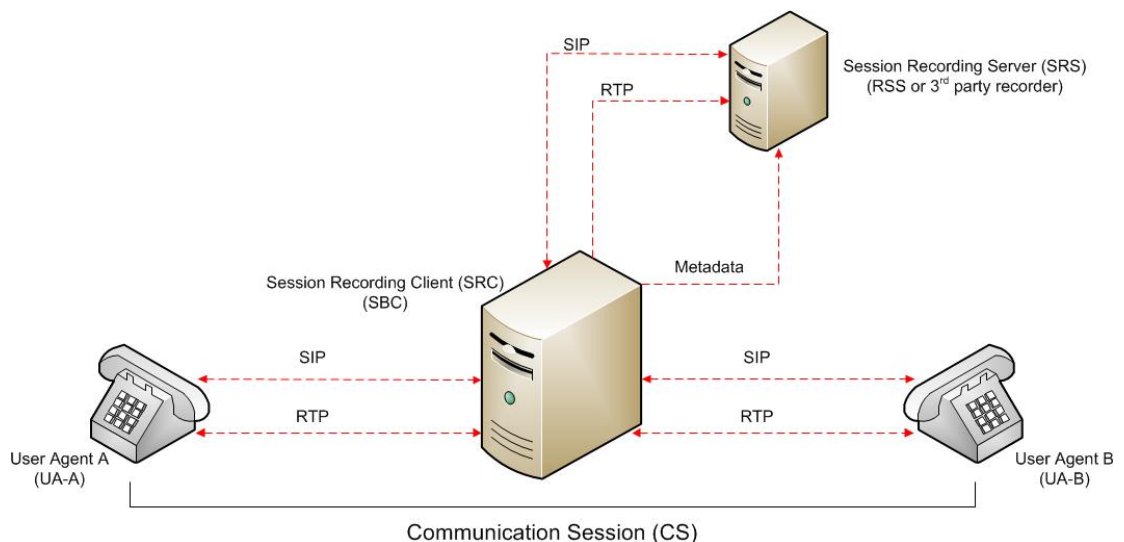 SIP
Session Recording Server (SRS)
(RSS or 3rd party recorder)
RTP
Metadata
Session Recording Client (SRC)
(SBC)
SIP
SIP
RTP
RTP
User Agent A
(UA-A)
User Agent B
(UA-B)
Communication Session (CS)